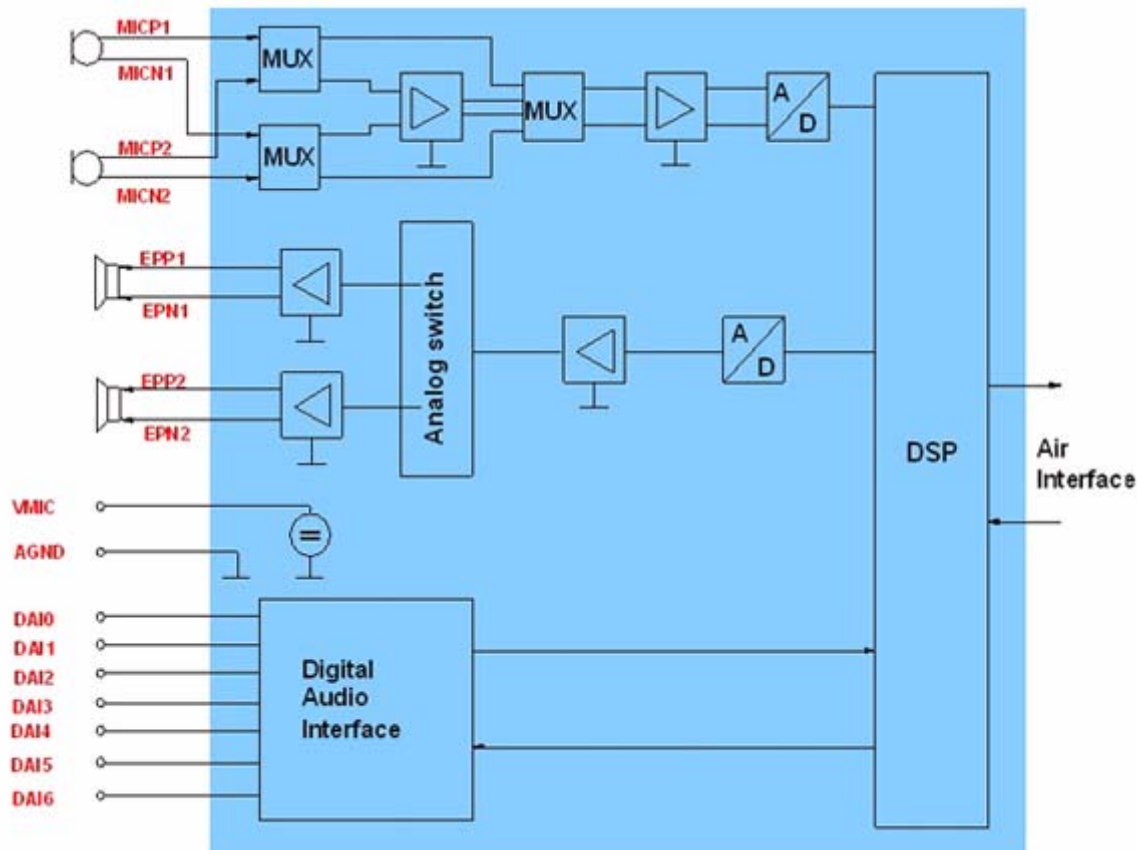 MICP1
MICN1
MICP2
MICN2
MUX
MUX
MUX
A
D
EPP1
EPN1
EPP2
EPN2
Analog switch
A
D
DSP
Air
Interface
VMIC
AGND
DAI0
DAI1
DAI2
DAI3
DAI4
DAI5
DAI6
Digital
Audio
Interface